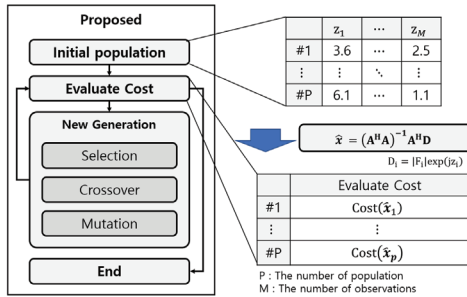 Proposed
Initial population
Evaluate Cost
New Generation
Selection
Crossover
Mutation
End
z₁ ⋯ z_M
#1 3.6 ⋯ 2.5
⋮ ⋮ ⋱ ⋮
#P 6.1 ⋯ 1.1
x̂ = (AᴴA)⁻¹AᴴD
Dᵢ = |Fᵢ|exp(jzᵢ)
Evaluate Cost
#1 Cost(x̂₁)
⋮ ⋮
#P Cost(x̂ₚ)
P : The number of population
M : The number of observations